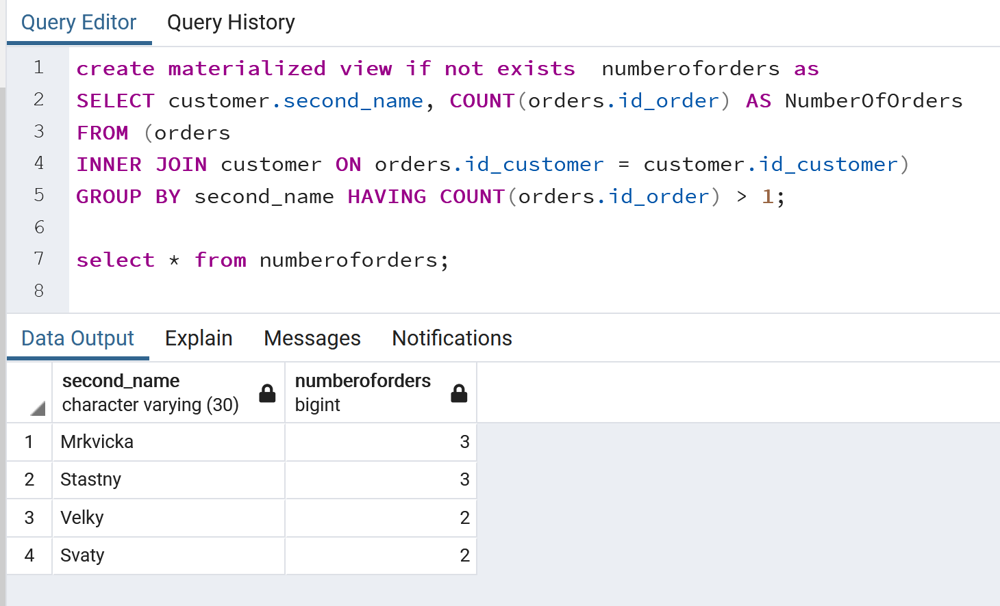 Query Editor Query History
1 create materialized view if not exists  numberoforders as
2 SELECT customer.second_name, COUNT(orders.id_order) AS NumberOfOrders
3 FROM (orders
4 INNER JOIN customer ON orders.id_customer = customer.id_customer)
5 GROUP BY second_name HAVING COUNT(orders.id_order) > 1;
6
7 select * from numberoforders;
8
Data Output Explain Messages Notifications
second_name numberoforders
character varying (30) bigint
1 Mrkvicka 3
2 Stastny 3
3 Velky 2
4 Svaty 2